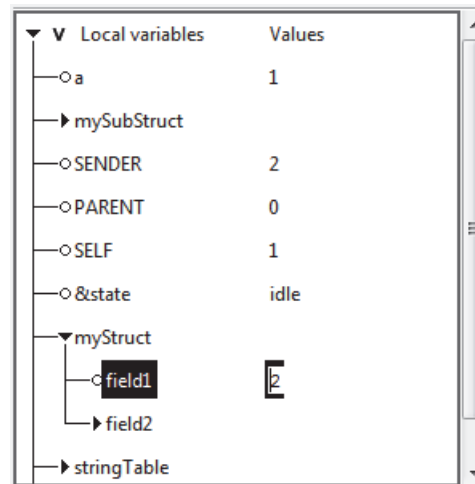 V Local variables Values
a 1
mySubStruct
SENDER 2
PARENT 0
SELF 1
&state idle
myStruct
field1 2
field2
stringTable